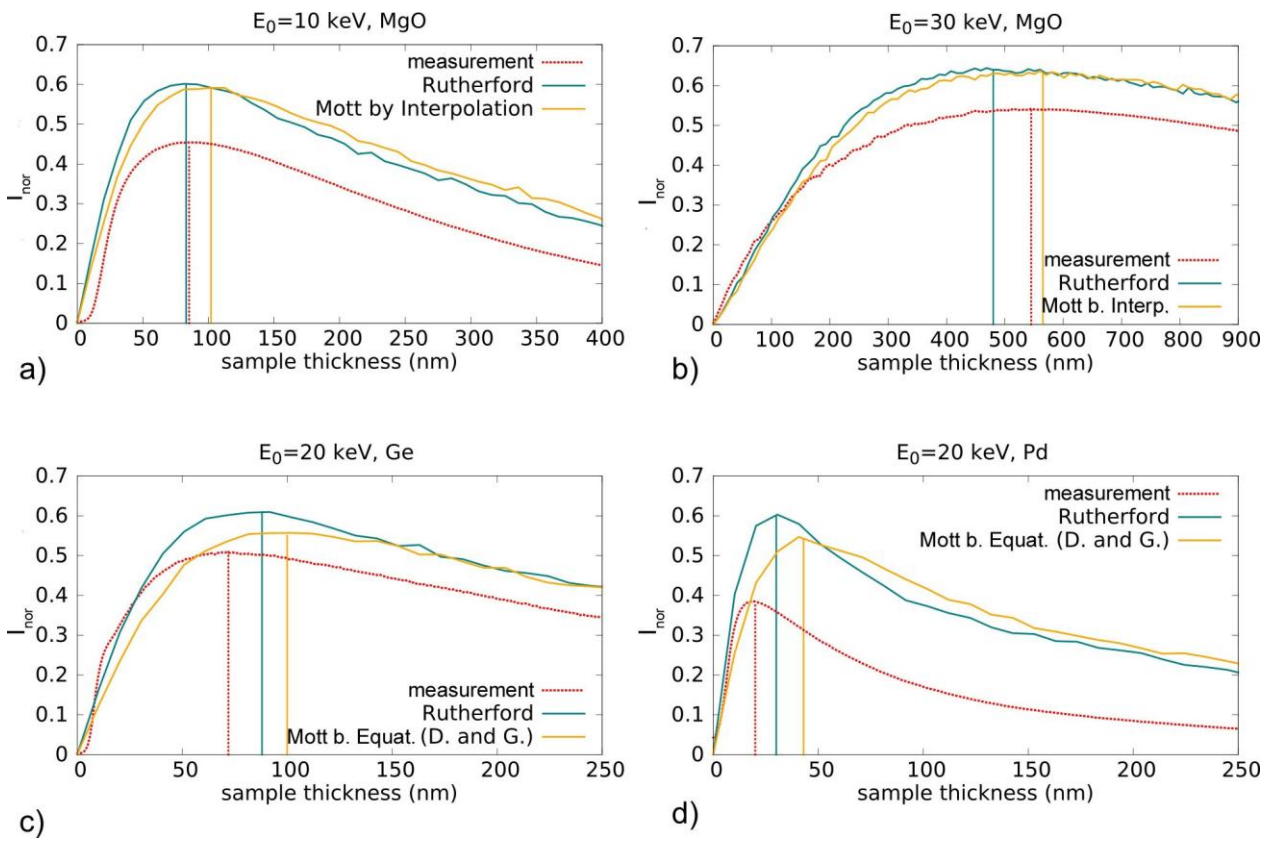 E0=10 keV, MgO
0.7
0.6
0.5
0.4
0.3
0.2
0.1
0
Inor
measurement
Rutherford
Mott by Interpolation
0 50 100 150 200 250 300 350 400
sample thickness (nm)
a)
E0=30 keV, MgO
0.7
0.6
0.5
0.4
0.3
0.2
0.1
0
Inor
measurement
Rutherford
Mott b. Interp.
0 100 200 300 400 500 600 700 800 900
sample thickness (nm)
b)
E0=20 keV, Ge
0.7
0.6
0.5
0.4
0.3
0.2
0.1
0
Inor
measurement
Rutherford
Mott b. Equat. (D. and G.)
0 50 100 150 200 250
sample thickness (nm)
c)
E0=20 keV, Pd
0.7
0.6
0.5
0.4
0.3
0.2
0.1
0
Inor
measurement
Rutherford
Mott b. Equat. (D. and G.)
0 50 100 150 200 250
sample thickness (nm)
d)